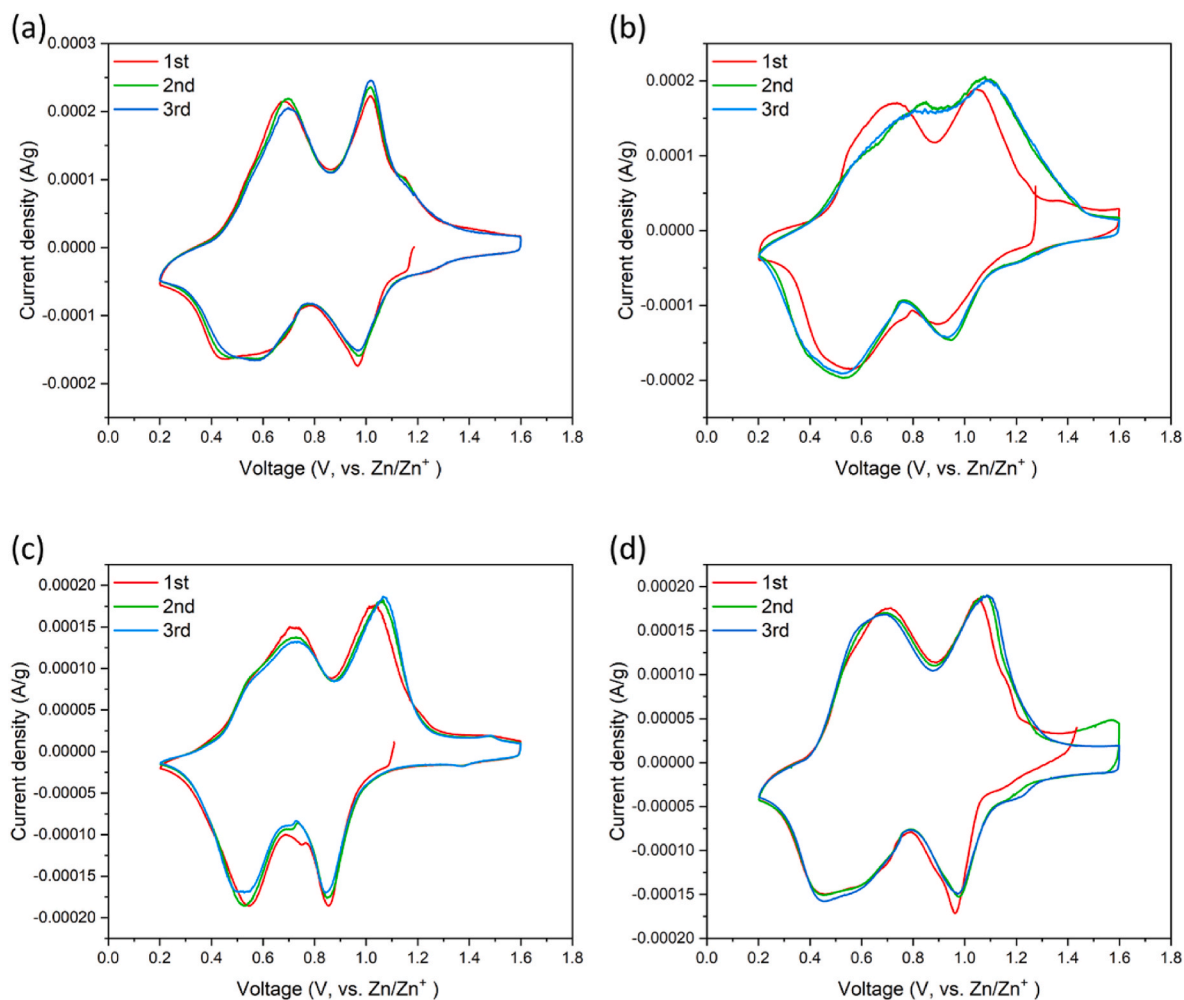 (a)
0.0003
0.0002
0.0001
0.0000
-0.0001
-0.0002
Current density (A/g)
1st
2nd
3rd
0.0 0.2 0.4 0.6 0.8 1.0 1.2 1.4 1.6 1.8
Voltage (V, vs. Zn/Zn⁺ )
(b)
0.0002
0.0001
0.0000
-0.0001
-0.0002
Current density (A/g)
1st
2nd
3rd
0.0 0.2 0.4 0.6 0.8 1.0 1.2 1.4 1.6 1.8
Voltage (V, vs. Zn/Zn⁺ )
(c)
0.00020
0.00015
0.00010
0.00005
0.00000
-0.00005
-0.00010
-0.00015
-0.00020
Current density (A/g)
1st
2nd
3rd
0.0 0.2 0.4 0.6 0.8 1.0 1.2 1.4 1.6 1.8
Voltage (V, vs. Zn/Zn⁺ )
(d)
0.00020
0.00015
0.00010
0.00005
0.00000
-0.00005
-0.00010
-0.00015
-0.00020
Current density (A/g)
1st
2nd
3rd
0.0 0.2 0.4 0.6 0.8 1.0 1.2 1.4 1.6 1.8
Voltage (V, vs. Zn/Zn⁺ )